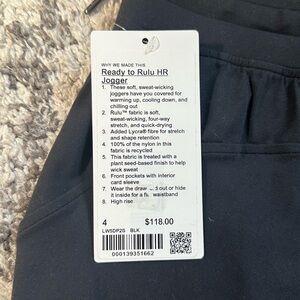 WHY WE MADE THIS
Ready to Rulu HR
Jogger
1. These soft, sweat-wicking
joggers have you covered for
warming up, cooling down, and
chilling out
2. Rulu™ fabric is soft,
sweat-wicking, four-way
stretch, and quick-drying
3. Added Lycra® fibre for stretch
and shape retention
4. 100% of the nylon in this
fabric is recycled
5. This fabric is treated with a
plant seed-based finish to help
wick sweat
6. Front pockets with interior
card sleeve
7. Wear the draw out or hide
it inside for a waistband
8. High rise
4 $118.00
LW5DP2S BLK
000139351662